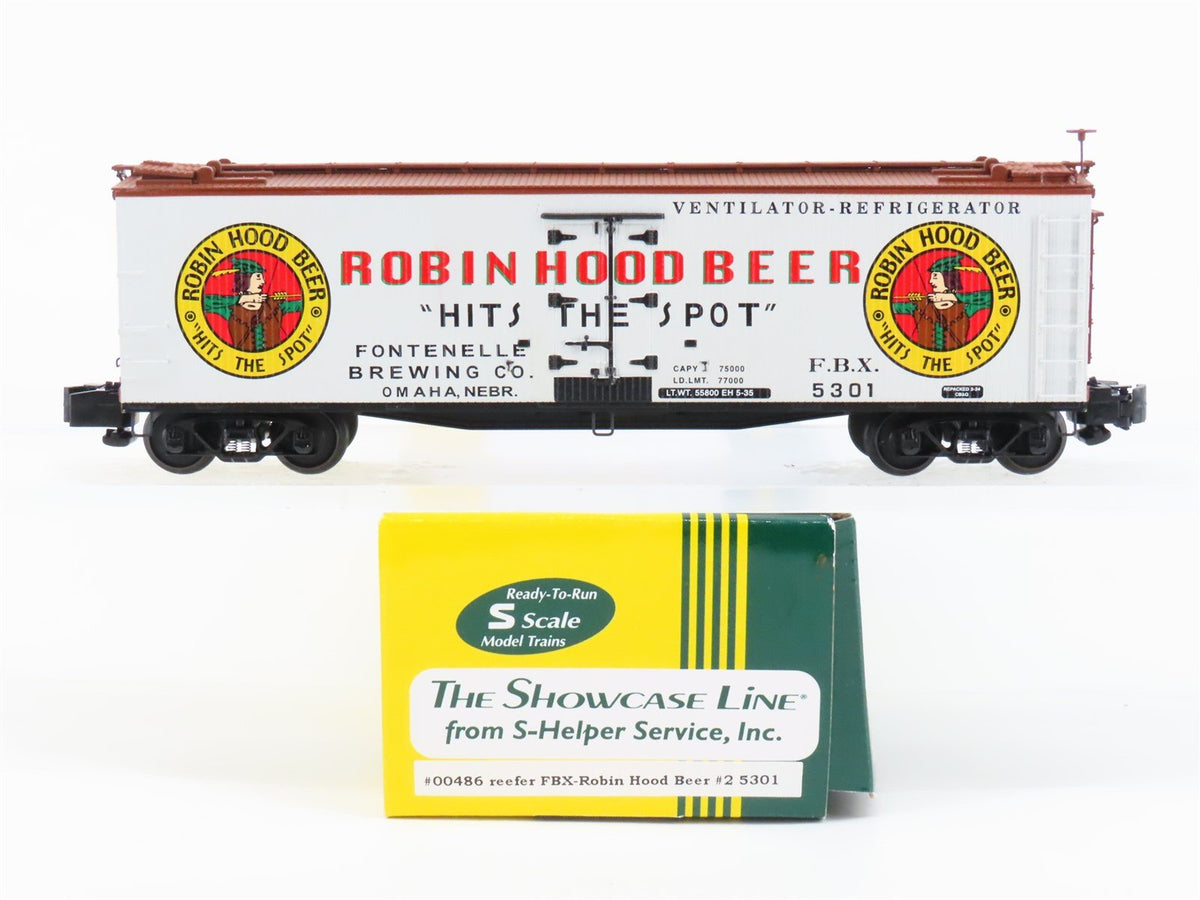 VENTILATOR-REFRIGERATOR
ROBIN HOOD BEER
"HITS THE SPOT"
ROBIN HOOD BEER
"HITS THE SPOT"
ROBIN HOOD BEER
"HITS THE SPOT"
FONTENELLE
BREWING CO.
OMAHA, NEBR.
CAPY 75000
LD.LMT. 77000
LT.WT. 55800 EH 5-35
F.B.X.
5301
REPACKED 3-34
Ready-To-Run
S Scale
Model Trains
THE SHOWCASE LINE®
from S-Helper Service, Inc.
#00486 reefer FBX-Robin Hood Beer #2 5301